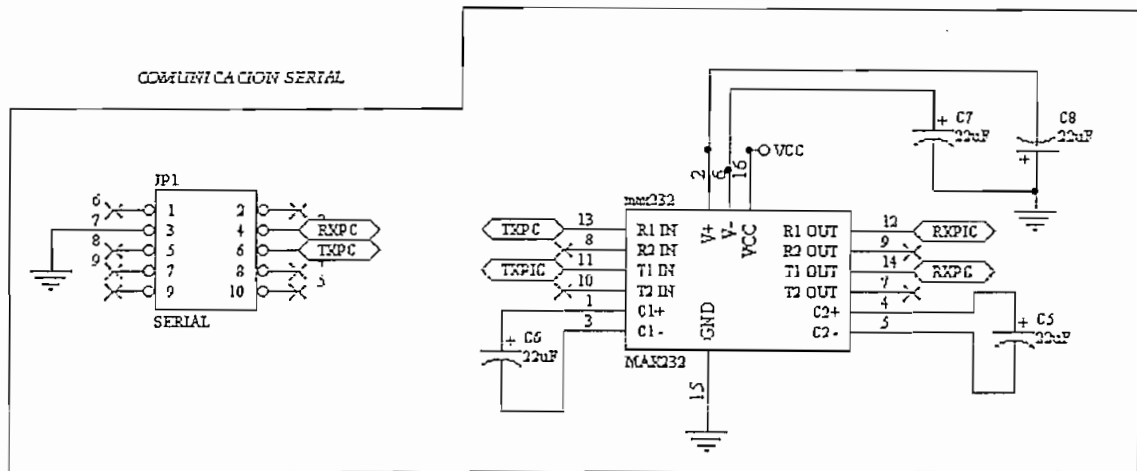 COMUNICACION SERIAL
JP1
6
7
8
9
1 2
3 4
5 6
7 8
9 10
RXPC
TXPC
5
SERIAL
C7
22uF
C8
22uF
VCC
2
6
16
max232
TXPC 13 R1 IN
8 R2 IN
TXPIC 11 T1 IN
10 T2 IN
1 C1+
3 C1-
V+
V-
VCC
GND
R1 OUT 12 RXPIC
R2 OUT 9
T1 OUT 14 RXPC
T2 OUT 7
C2+ 4
C2- 5
C6
22uF
C5
22uF
MAX232
15